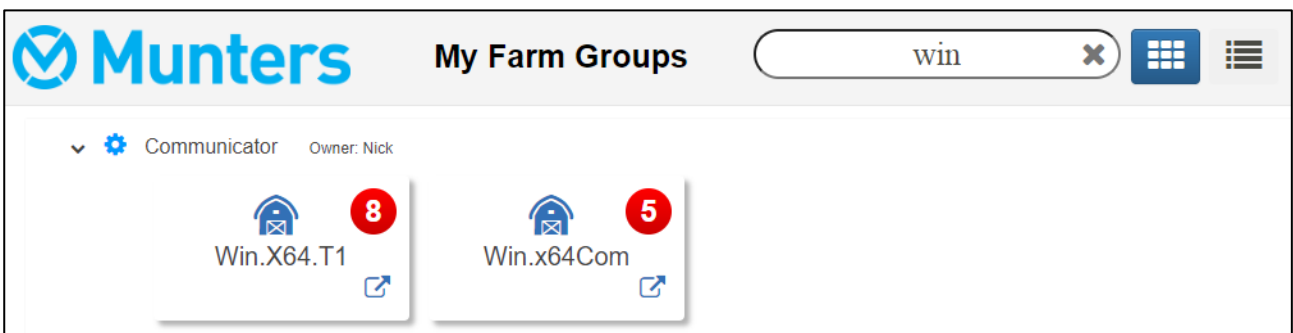 Munters My Farm Groups win
Communicator Owner: Nick
8 5
Win.X64.T1 Win.x64Com